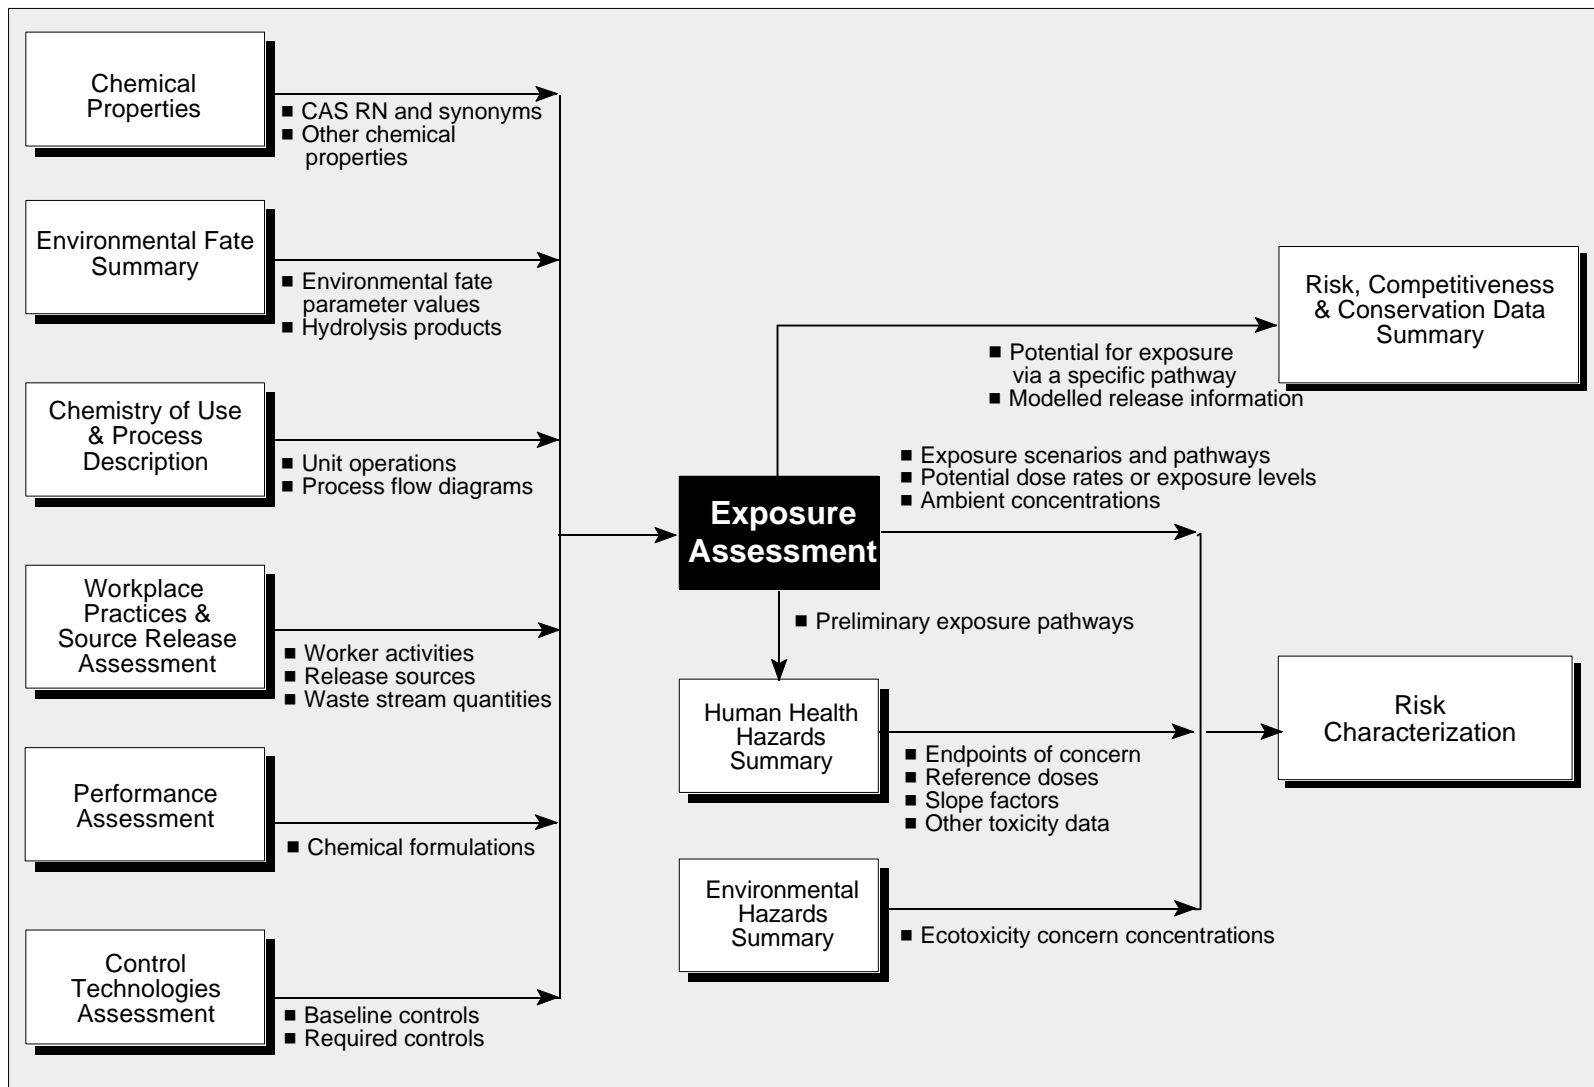 Chemical
Properties
■ CAS RN and synonyms
■ Other chemical
properties
Environmental Fate
Summary
■ Environmental fate
parameter values
■ Hydrolysis products
Chemistry of Use
& Process
Description
■ Unit operations
■ Process flow diagrams
Workplace
Practices &
Source Release
Assessment
■ Worker activities
■ Release sources
■ Waste stream quantities
Performance
Assessment
■ Chemical formulations
Control
Technologies
Assessment
■ Baseline controls
■ Required controls
Exposure
Assessment
Risk, Competitiveness
& Conservation Data
Summary
■ Potential for exposure
via a specific pathway
■ Modelled release information
■ Exposure scenarios and pathways
■ Potential dose rates or exposure levels
■ Ambient concentrations
■ Preliminary exposure pathways
Human Health
Hazards
Summary
■ Endpoints of concern
■ Reference doses
■ Slope factors
■ Other toxicity data
Environmental
Hazards
Summary
■ Ecotoxicity concern concentrations
Risk
Characterization